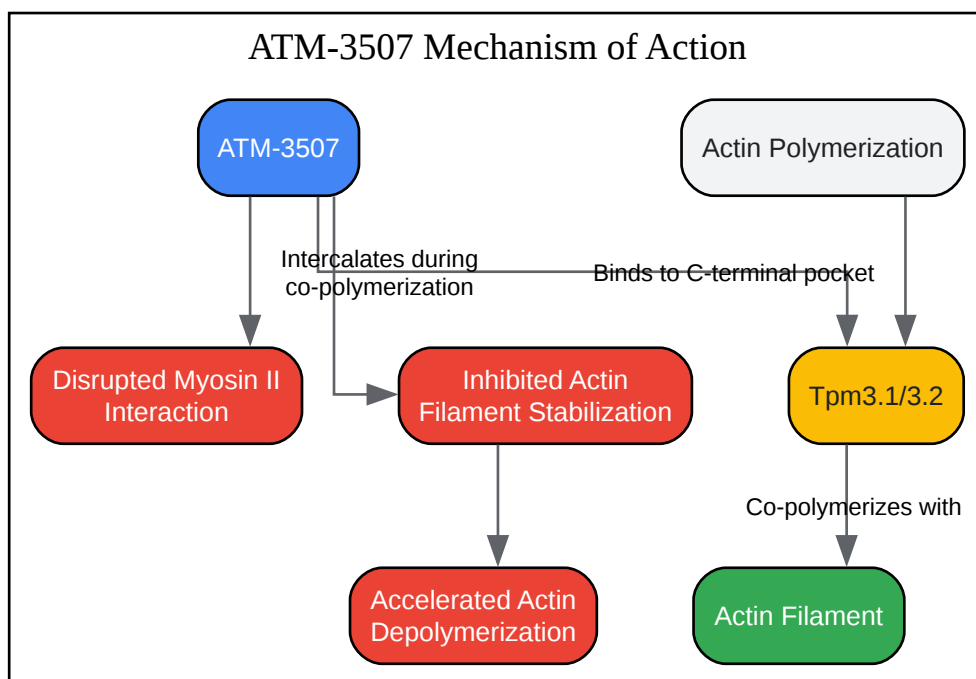 ATM-3507 Mechanism of Action
ATM-3507
Actin Polymerization
Intercalates during
co-polymerization
Binds to C-terminal pocket
Disrupted Myosin II
Interaction
Inhibited Actin
Filament Stabilization
Tpm3.1/3.2
Co-polymerizes with
Accelerated Actin
Depolymerization
Actin Filament